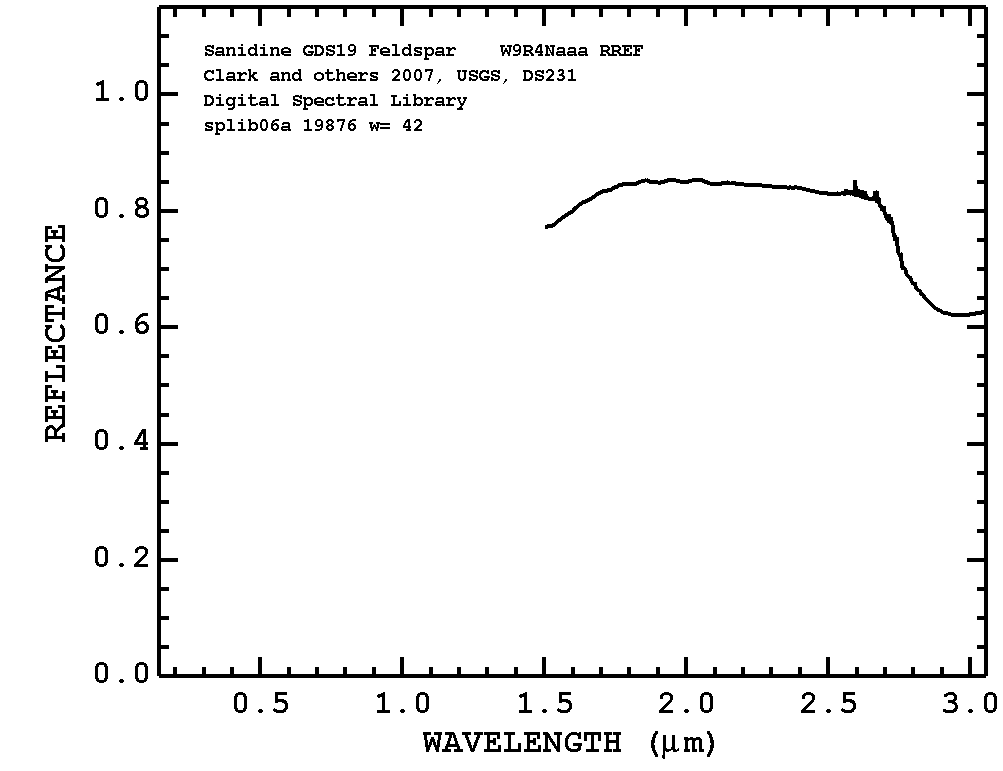 Sanidine GDS19 Feldspar    W9R4Naaa RREF
Clark and others 2007, USGS, DS231
Digital Spectral Library
splib06a 19876 w= 42
REFLECTANCE
1.0
0.8
0.6
0.4
0.2
0.0
0.5 1.0 1.5 2.0 2.5 3.0
WAVELENGTH (μm)